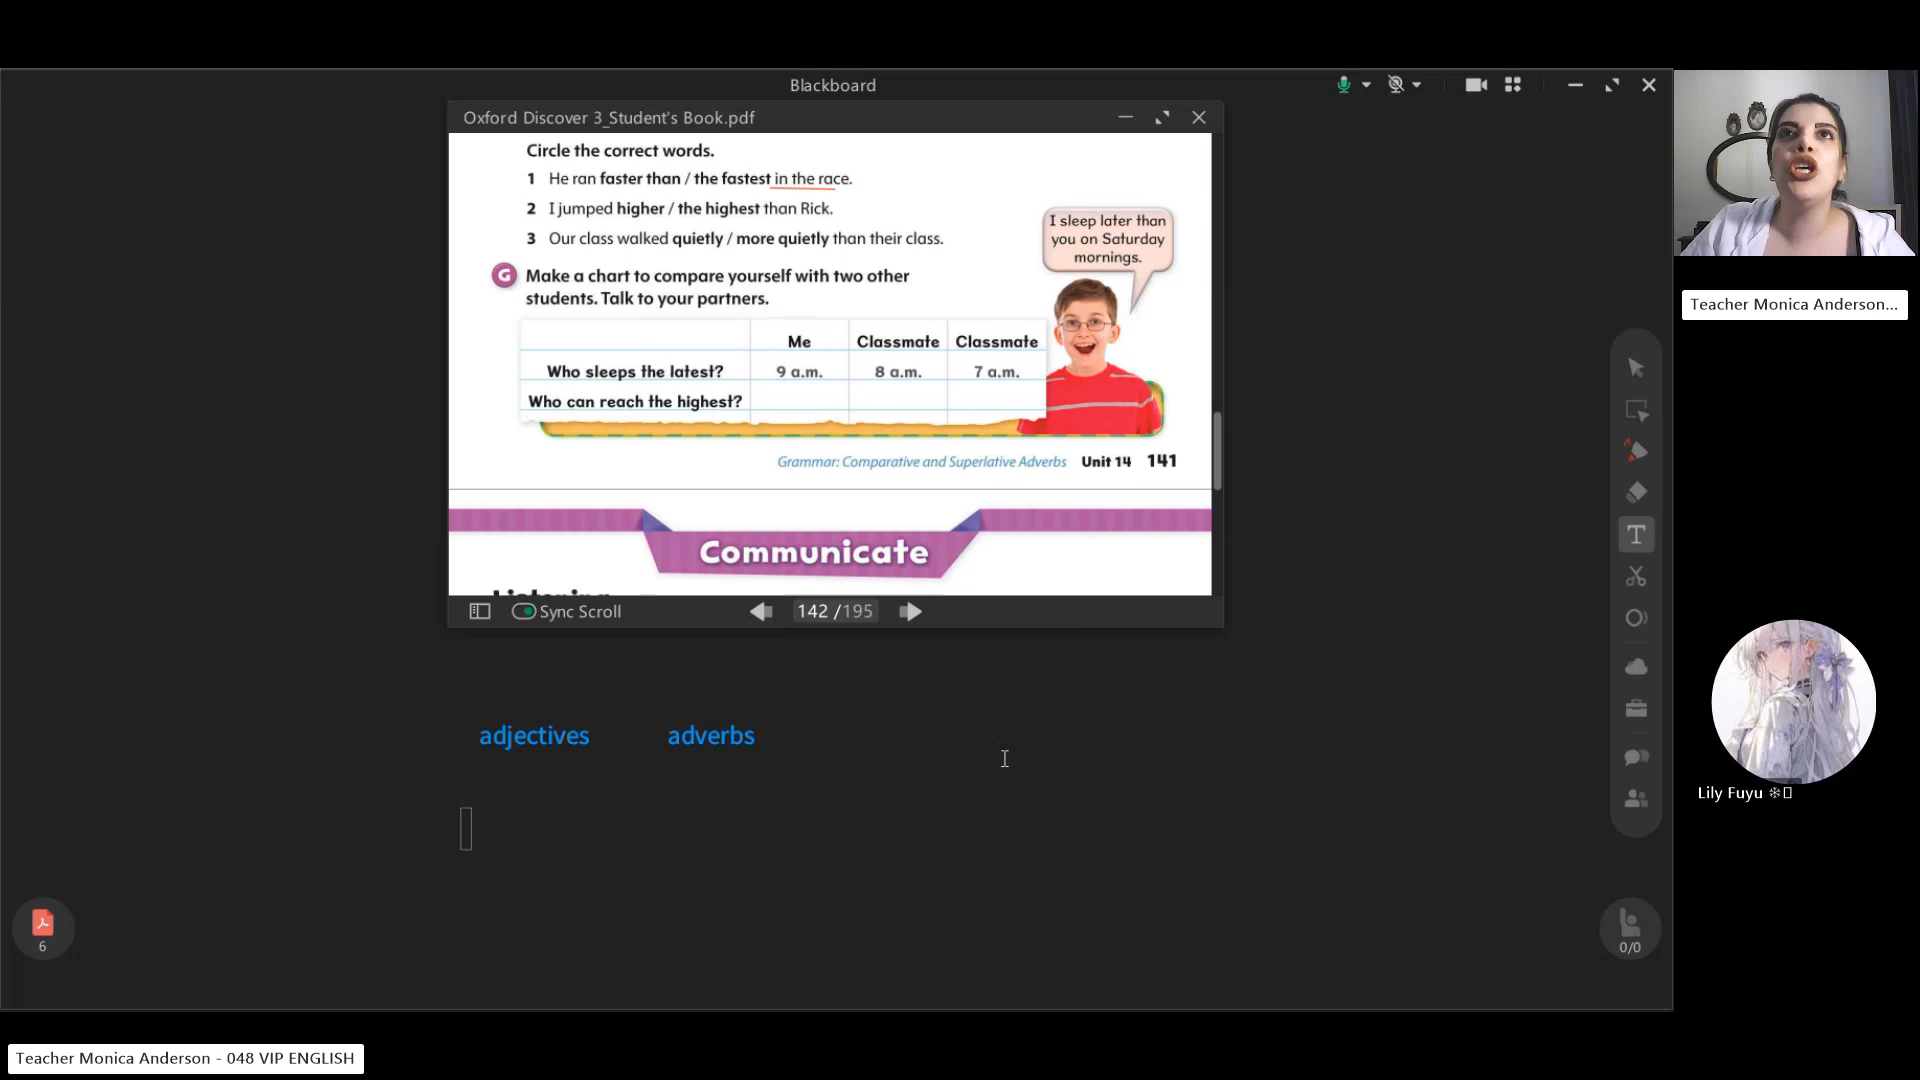 Blackboard
Oxford Discover 3_Student's Book.pdf
Circle the correct words.
1 He ran faster than / the fastest in the race.
2 I jumped higher / the highest than Rick.
3 Our class walked quietly / more quietly than their class.
I sleep later than
you on Saturday
mornings.
G Make a chart to compare yourself with two other
students. Talk to your partners.
Me Classmate Classmate
Who sleeps the latest? 9 a.m. 8 a.m. 7 a.m.
Who can reach the highest?
Grammar: Comparative and Superlative Adverbs Unit 14 141
Communicate
Listening
Sync Scroll 142 /195
adjectives adverbs
T
6
0/0
Teacher Monica Anderson...
Lily Fuyu ❄
Teacher Monica Anderson - 048 VIP ENGLISH